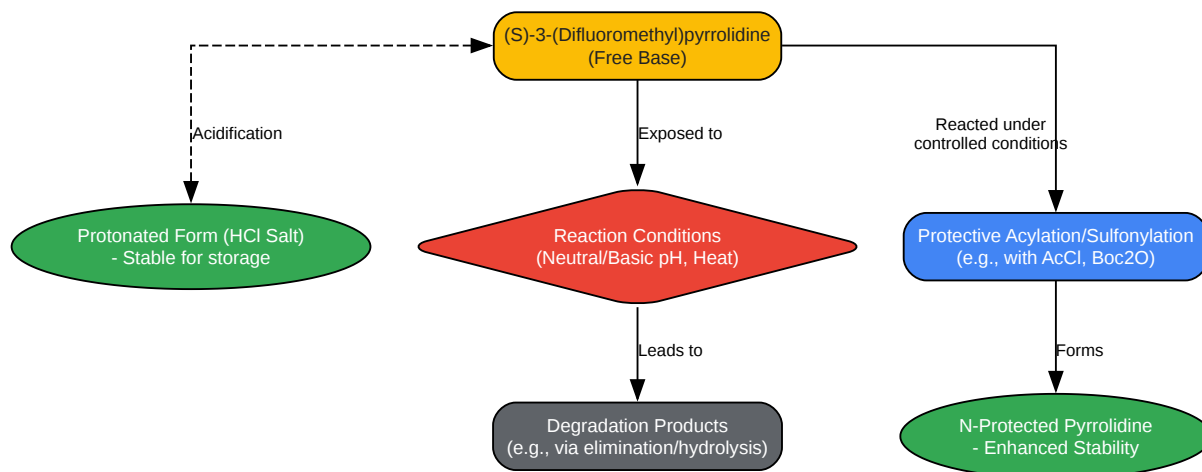 (S)-3-(Difluoromethyl)pyrrolidine
(Free Base)
Acidification
Exposed to
Reacted under
controlled conditions
Protonated Form (HCl Salt)
- Stable for storage
Reaction Conditions
(Neutral/Basic pH, Heat)
Protective Acylation/Sulfonylation
(e.g., with AcCl, Boc2O)
Leads to
Forms
Degradation Products
(e.g., via elimination/hydrolysis)
N-Protected Pyrrolidine
- Enhanced Stability